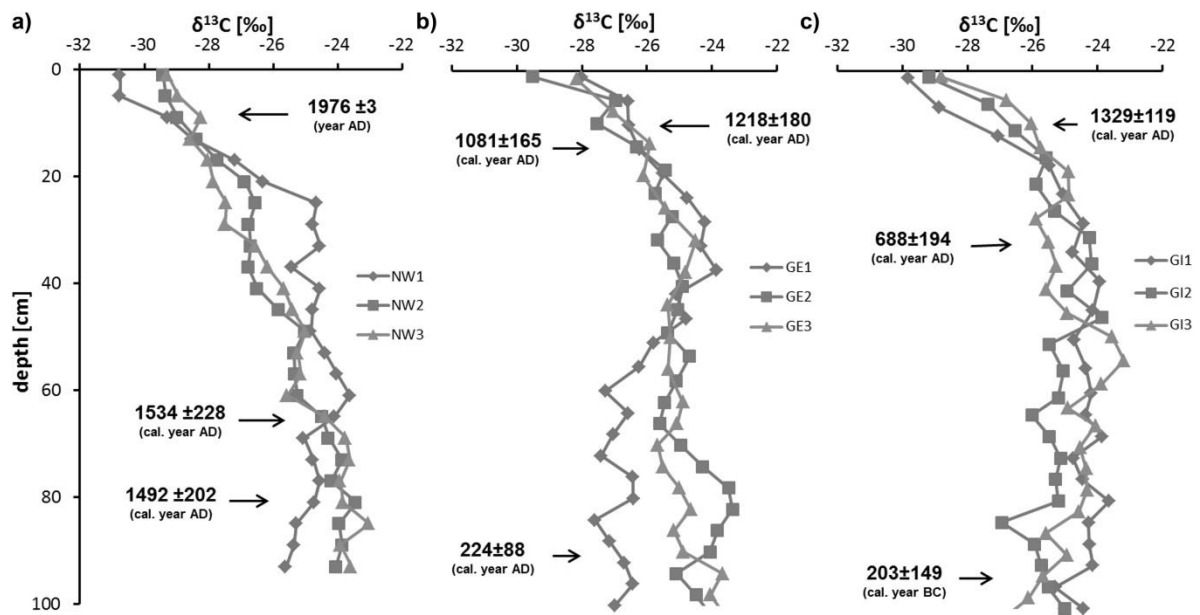 a) δ¹³C [‰] b) δ¹³C [‰] c) δ¹³C [‰]
-32 -30 -28 -26 -24 -22 -32 -30 -28 -26 -24 -22 -32 -30 -28 -26 -24 -22
depth [cm]
0
20
40
60
80
100
1976 ±3
(year AD)
NW1
NW2
NW3
1534 ±228
(cal. year AD)
1492 ±202
(cal. year AD)
1081±165
(cal. year AD)
1218±180
(cal. year AD)
GE1
GE2
GE3
224±88
(cal. year AD)
1329±119
(cal. year AD)
688±194
(cal. year AD)
GI1
GI2
GI3
203±149
(cal. year BC)